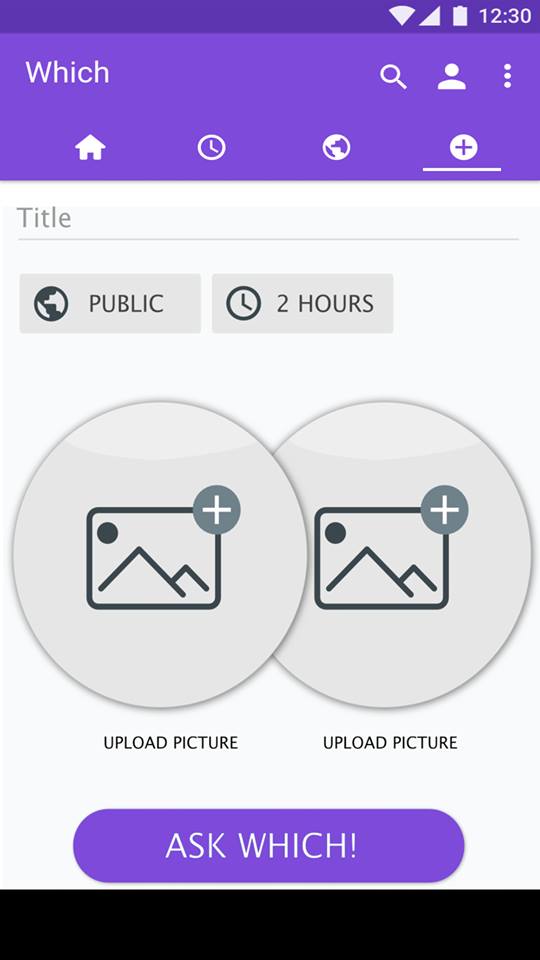 12:30
Which
Title
PUBLIC 2 HOURS
UPLOAD PICTURE UPLOAD PICTURE
ASK WHICH!